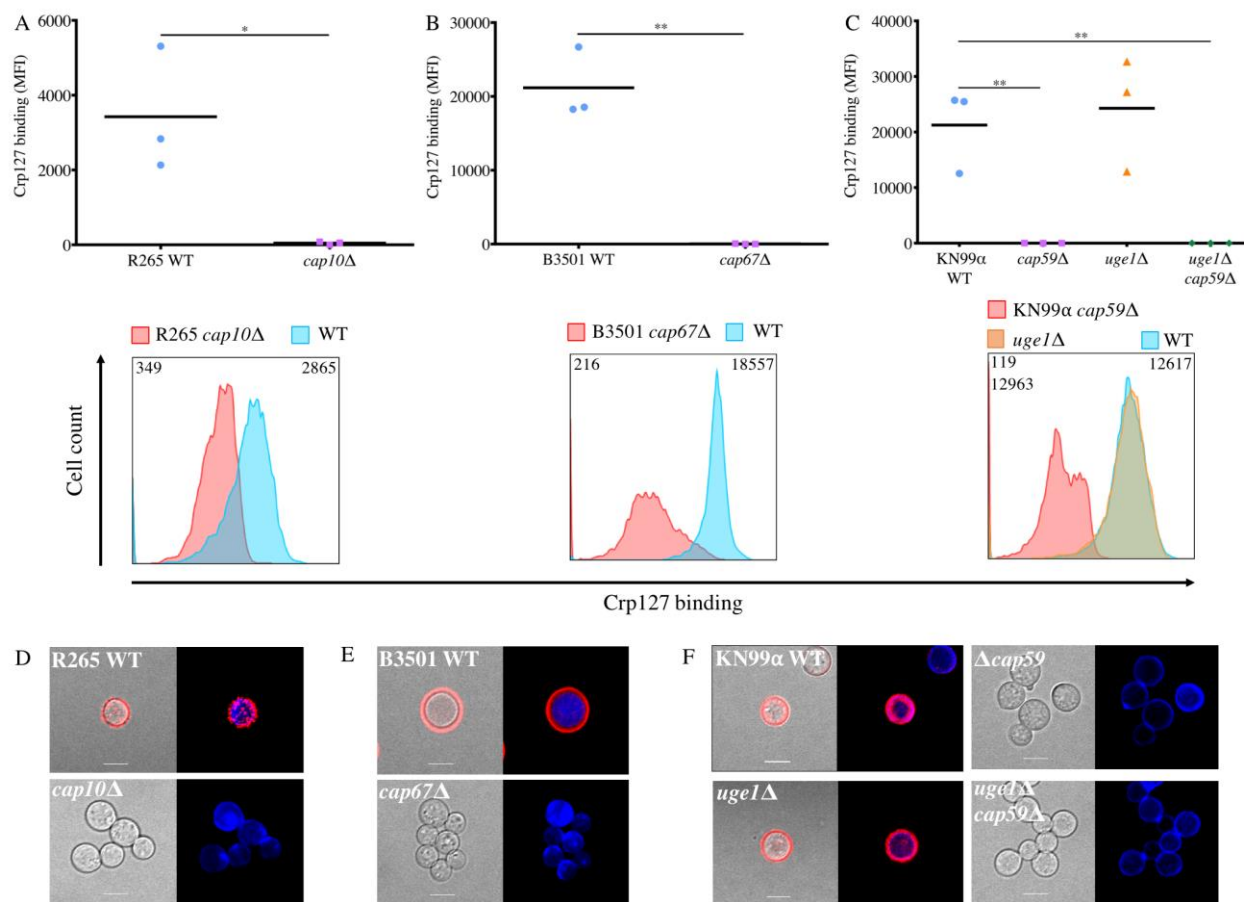 A
*
Crp127 binding (MFI)
6000
4000
2000
0
R265 WT
cap10Δ
B
**
Crp127 binding (MFI)
30000
20000
10000
0
B3501 WT
cap67Δ
C
**
**
Crp127 binding (MFI)
40000
30000
20000
10000
0
KN99α
WT
cap59Δ
uge1Δ
uge1Δ
cap59Δ
R265 cap10Δ WT
349 2865
B3501 cap67Δ WT
216 18557
KN99α cap59Δ
uge1Δ WT
119 12617
12963
Cell count
Crp127 binding
D
R265 WT
cap10Δ
E
B3501 WT
cap67Δ
F
KN99α WT
Δcap59
uge1Δ
uge1Δ
cap59Δ